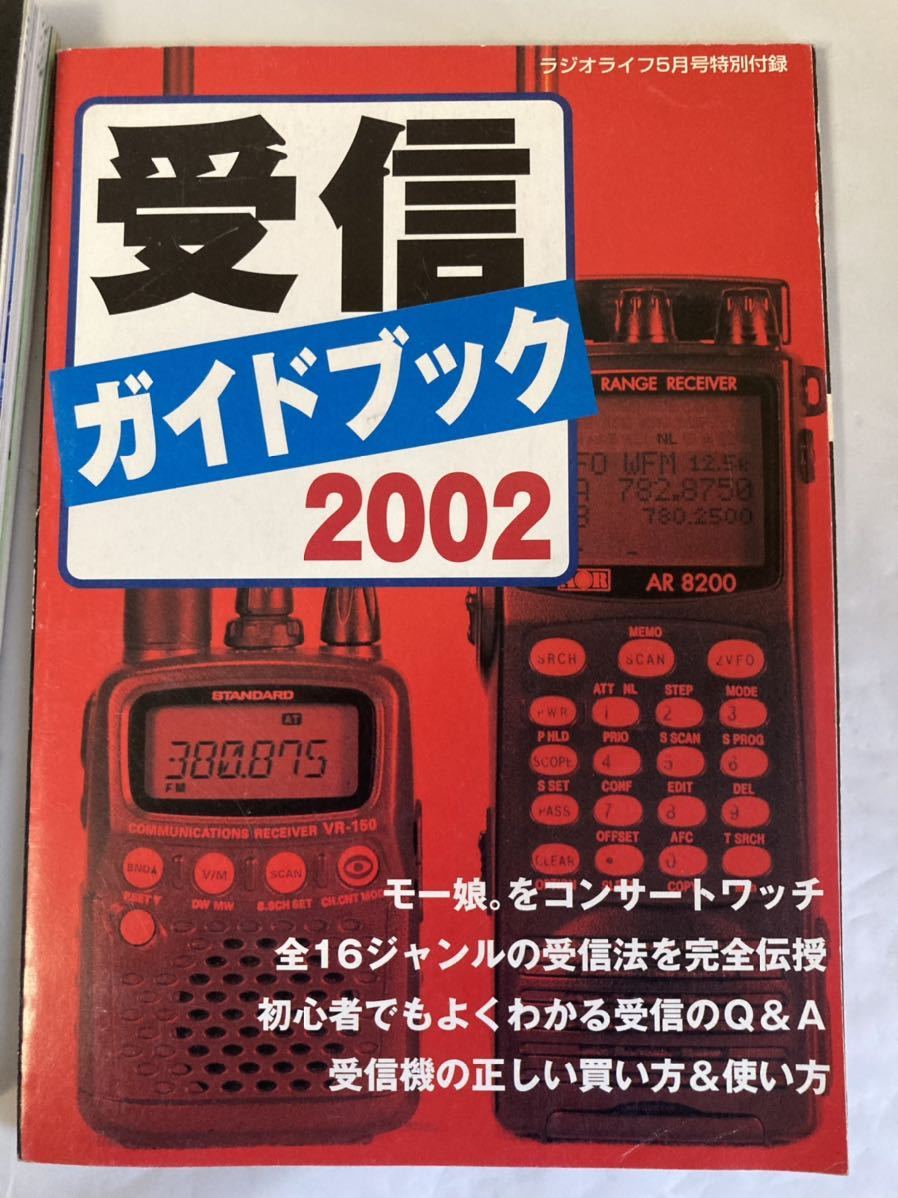 ラジオライフ5月号特別付録
受信
ガイドブック
2002
RANGE RECEIVER
NL
WFM 12.5k
782.8750
780.2500
AOR AR 8200
MEMO
SRCH SCAN 2VFO
ATT NL STEP MODE
PWR 1 2 3
P HLD PRIO S SCAN S PROG
SCOPE 4 5 6
S SET CONF EDIT DEL
PASS 7 8 9
OFFSET AFC T SRCH
CLEAR 0
STANDARD
AT
380.875
FM
COMMUNICATIONS RECEIVER VR-150
BND▲ V/M SCAN
DW MW S.SCH SET
モー娘。をコンサートワッチ
全16ジャンルの受信法を完全伝授
初心者でもよくわかる受信のQ&A
受信機の正しい買い方&使い方